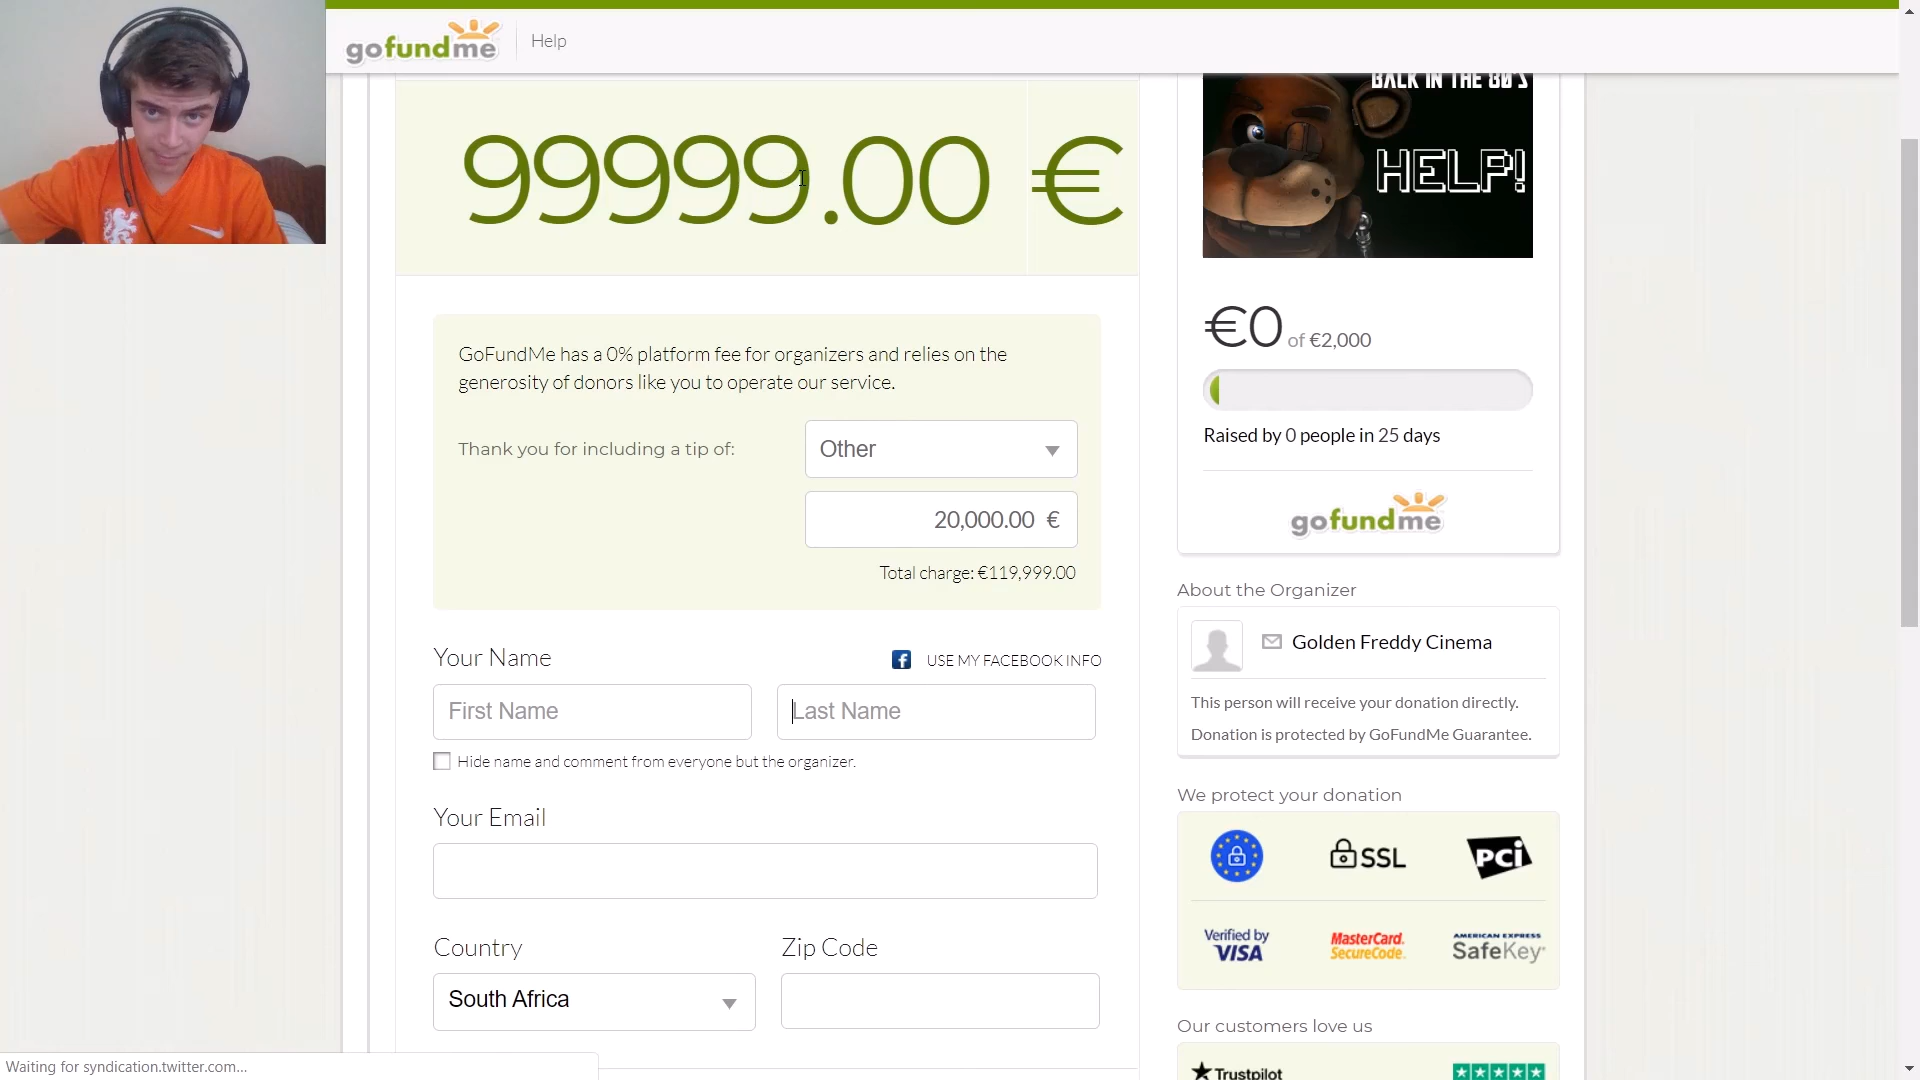 gofundme
Help
99999.00 €
GoFundMe has a 0% platform fee for organizers and relies on the
generosity of donors like you to operate our service.
Thank you for including a tip of:
Other
20,000.00 €
Total charge: €119,999.00
Your Name
USE MY FACEBOOK INFO
First Name
Last Name
Hide name and comment from everyone but the organizer.
Your Email
Country
Zip Code
South Africa
Waiting for syndication.twitter.com...
BACK IN THE 80'S
HELP!
€0 of €2,000
Raised by 0 people in 25 days
gofundme
About the Organizer
Golden Freddy Cinema
This person will receive your donation directly.
Donation is protected by GoFundMe Guarantee.
We protect your donation
SSL
PCI
Verified by
VISA
MasterCard.
SecureCode.
AMERICAN EXPRESS
SafeKey
Our customers love us
Trustpilot